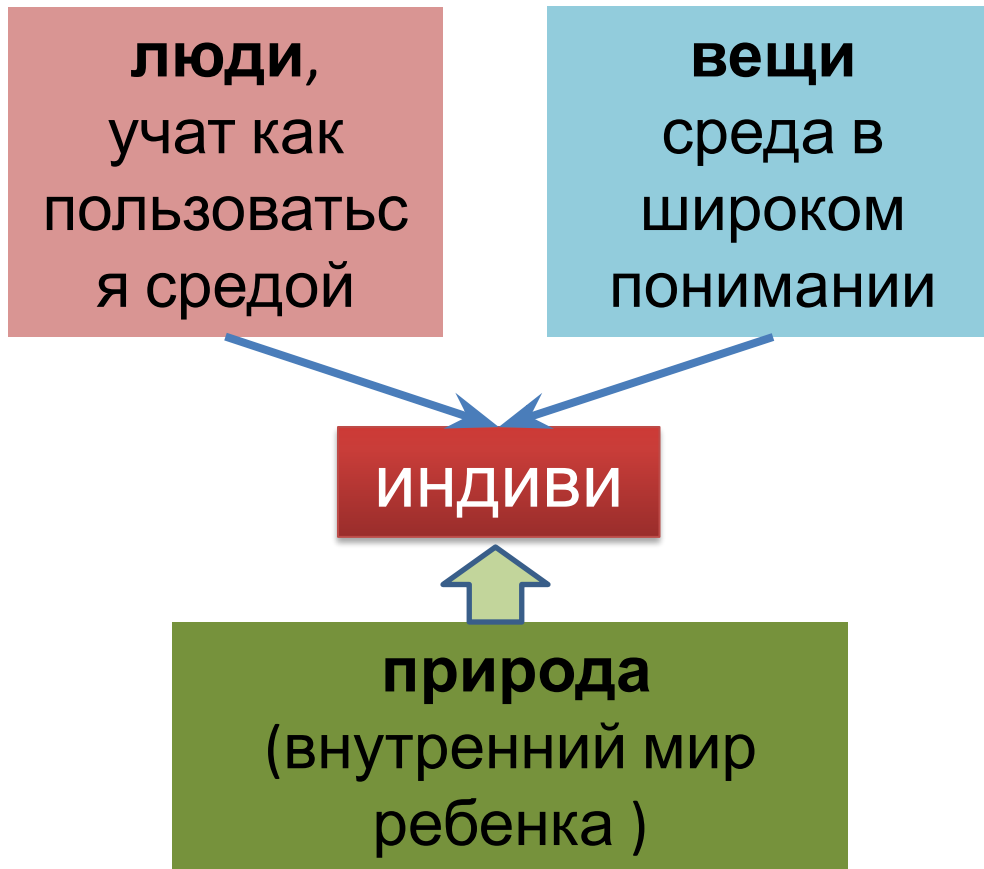 люди,
учат как
пользоватьс
я средой
вещи
среда в
широком
понимании
индиви
природа
(внутренний мир
ребенка )